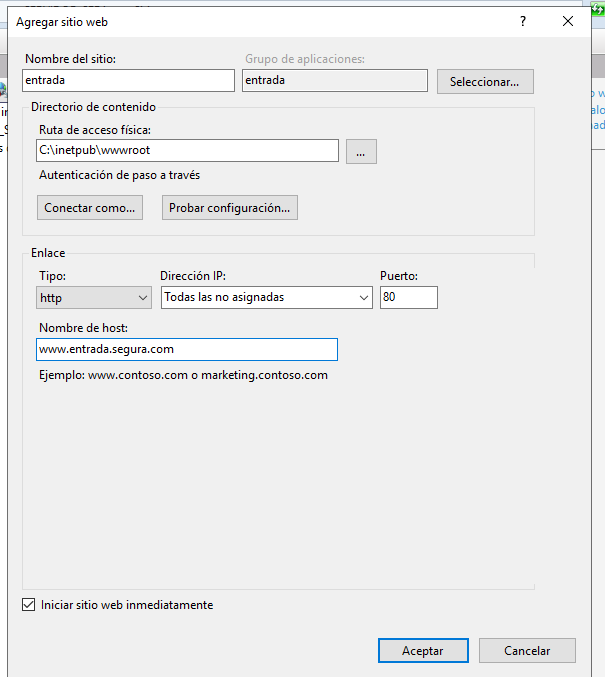 Agregar sitio web
?
Nombre del sitio:
Grupo de aplicaciones:
entrada
entrada
Seleccionar...
Directorio de contenido
Ruta de acceso física:
C:\inetpub\wwwroot
...
Autenticación de paso a través
Conectar como...
Probar configuración...
Enlace
Tipo:
Dirección IP:
Puerto:
http
Todas las no asignadas
80
Nombre de host:
www.entrada.segura.com
Ejemplo: www.contoso.com o marketing.contoso.com
Iniciar sitio web inmediatamente
Aceptar
Cancelar